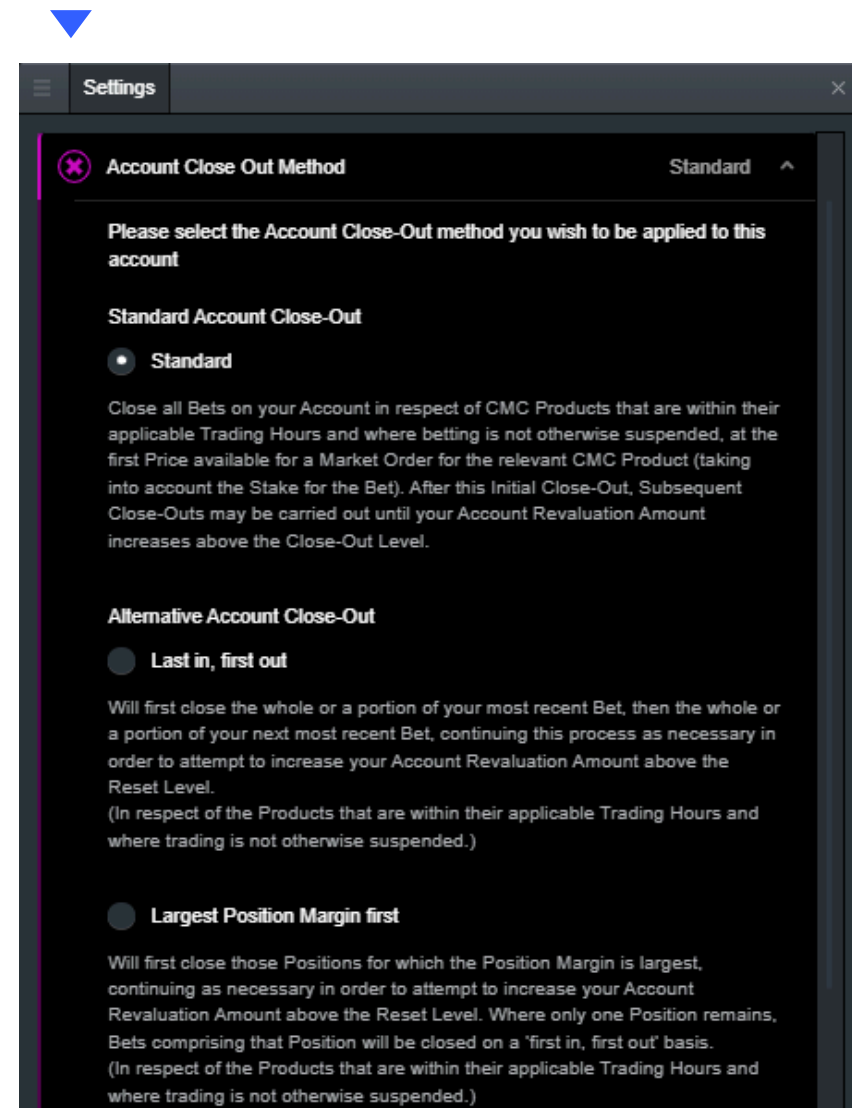 Settings
Account Close Out Method Standard
Please select the Account Close-Out method you wish to be applied to this
account
Standard Account Close-Out
Standard
Close all Bets on your Account in respect of CMC Products that are within their
applicable Trading Hours and where betting is not otherwise suspended, at the
first Price available for a Market Order for the relevant CMC Product (taking
into account the Stake for the Bet). After this Initial Close-Out, Subsequent
Close-Outs may be carried out until your Account Revaluation Amount
increases above the Close-Out Level.
Alternative Account Close-Out
Last in, first out
Will first close the whole or a portion of your most recent Bet, then the whole or
a portion of your next most recent Bet, continuing this process as necessary in
order to attempt to increase your Account Revaluation Amount above the
Reset Level.
(In respect of the Products that are within their applicable Trading Hours and
where trading is not otherwise suspended.)
Largest Position Margin first
Will first close those Positions for which the Position Margin is largest,
continuing as necessary in order to attempt to increase your Account
Revaluation Amount above the Reset Level. Where only one Position remains,
Bets comprising that Position will be closed on a 'first in, first out' basis.
(In respect of the Products that are within their applicable Trading Hours and
where trading is not otherwise suspended.)